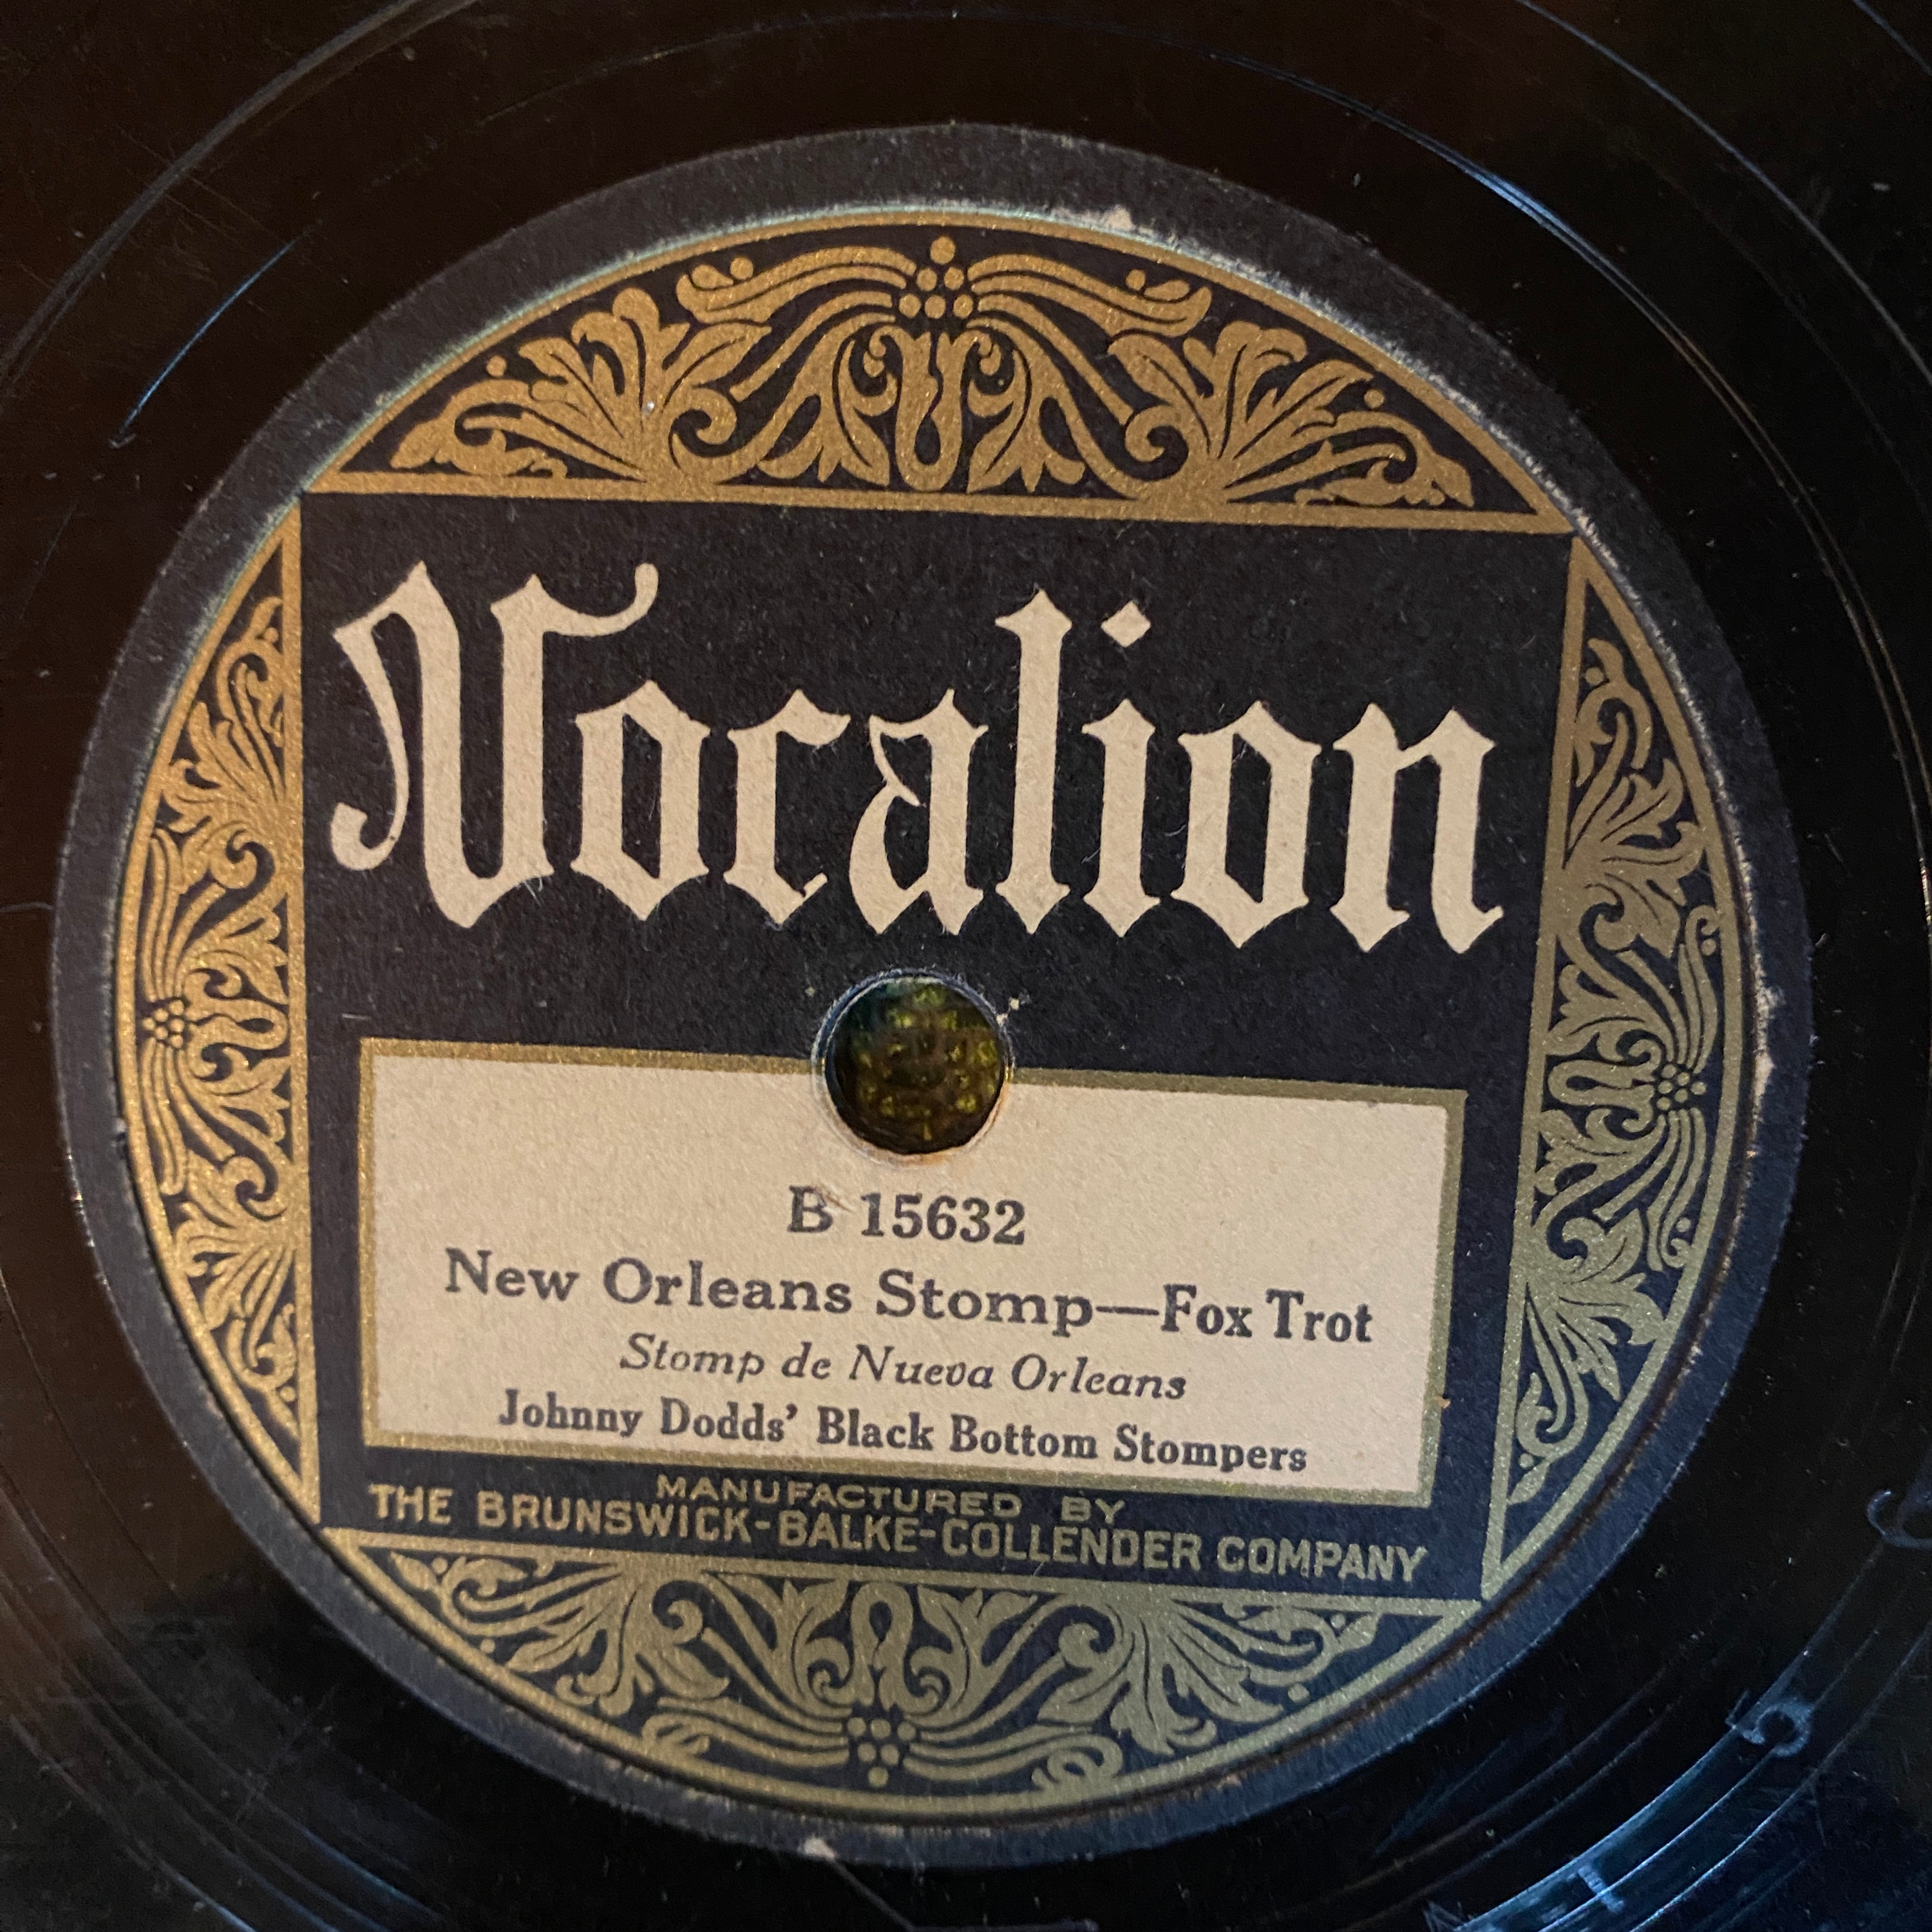 Vocalion
B 15632
New Orleans Stomp—Fox Trot
Stomp de Nueva Orleans
Johnny Dodds' Black Bottom Stompers
MANUFACTURED BY
THE BRUNSWICK-BALKE-COLLENDER COMPANY